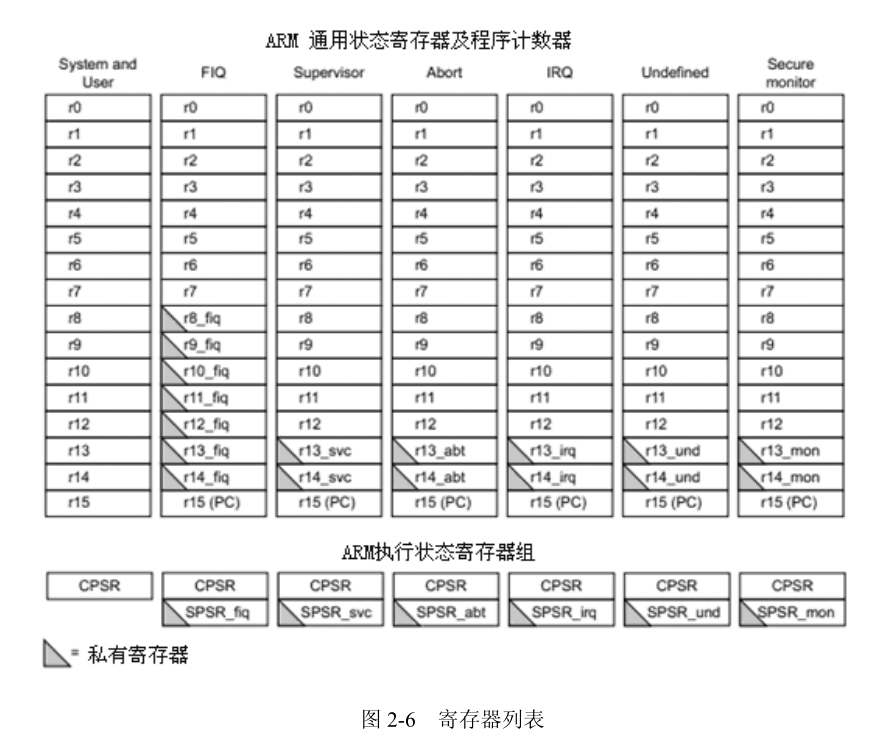 ARM 通用状态寄存器及程序计数器
System and User FIQ Supervisor Abort IRQ Undefined Secure monitor
r0 r0 r0 r0 r0 r0 r0
r1 r1 r1 r1 r1 r1 r1
r2 r2 r2 r2 r2 r2 r2
r3 r3 r3 r3 r3 r3 r3
r4 r4 r4 r4 r4 r4 r4
r5 r5 r5 r5 r5 r5 r5
r6 r6 r6 r6 r6 r6 r6
r7 r7 r7 r7 r7 r7 r7
r8 r8_fiq r8 r8 r8 r8 r8
r9 r9_fiq r9 r9 r9 r9 r9
r10 r10_fiq r10 r10 r10 r10 r10
r11 r11_fiq r11 r11 r11 r11 r11
r12 r12_fiq r12 r12 r12 r12 r12
r13 r13_fiq r13_svc r13_abt r13_irq r13_und r13_mon
r14 r14_fiq r14_svc r14_abt r14_irq r14_und r14_mon
r15 r15 (PC) r15 (PC) r15 (PC) r15 (PC) r15 (PC) r15 (PC)
ARM执行状态寄存器组
CPSR CPSR CPSR CPSR CPSR CPSR CPSR
SPSR_fiq SPSR_svc SPSR_abt SPSR_irq SPSR_und SPSR_mon
= 私有寄存器
图 2-6 寄存器列表